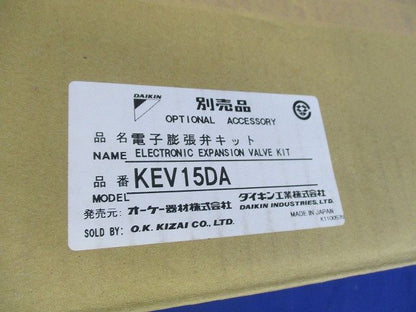 DAIKIN
別売品
OPTIONAL ACCESSORY
品名 電子膨張弁キット
NAME ELECTRONIC EXPANSION VALVE KIT
品番 KEV15DA
MODEL
発売元: オーケー器材株式会社 ダイキン工業株式会社
SOLD BY: O.K. KIZAI CO., LTD. DAIKIN INDUSTRIES, LTD.
MADE IN JAPAN